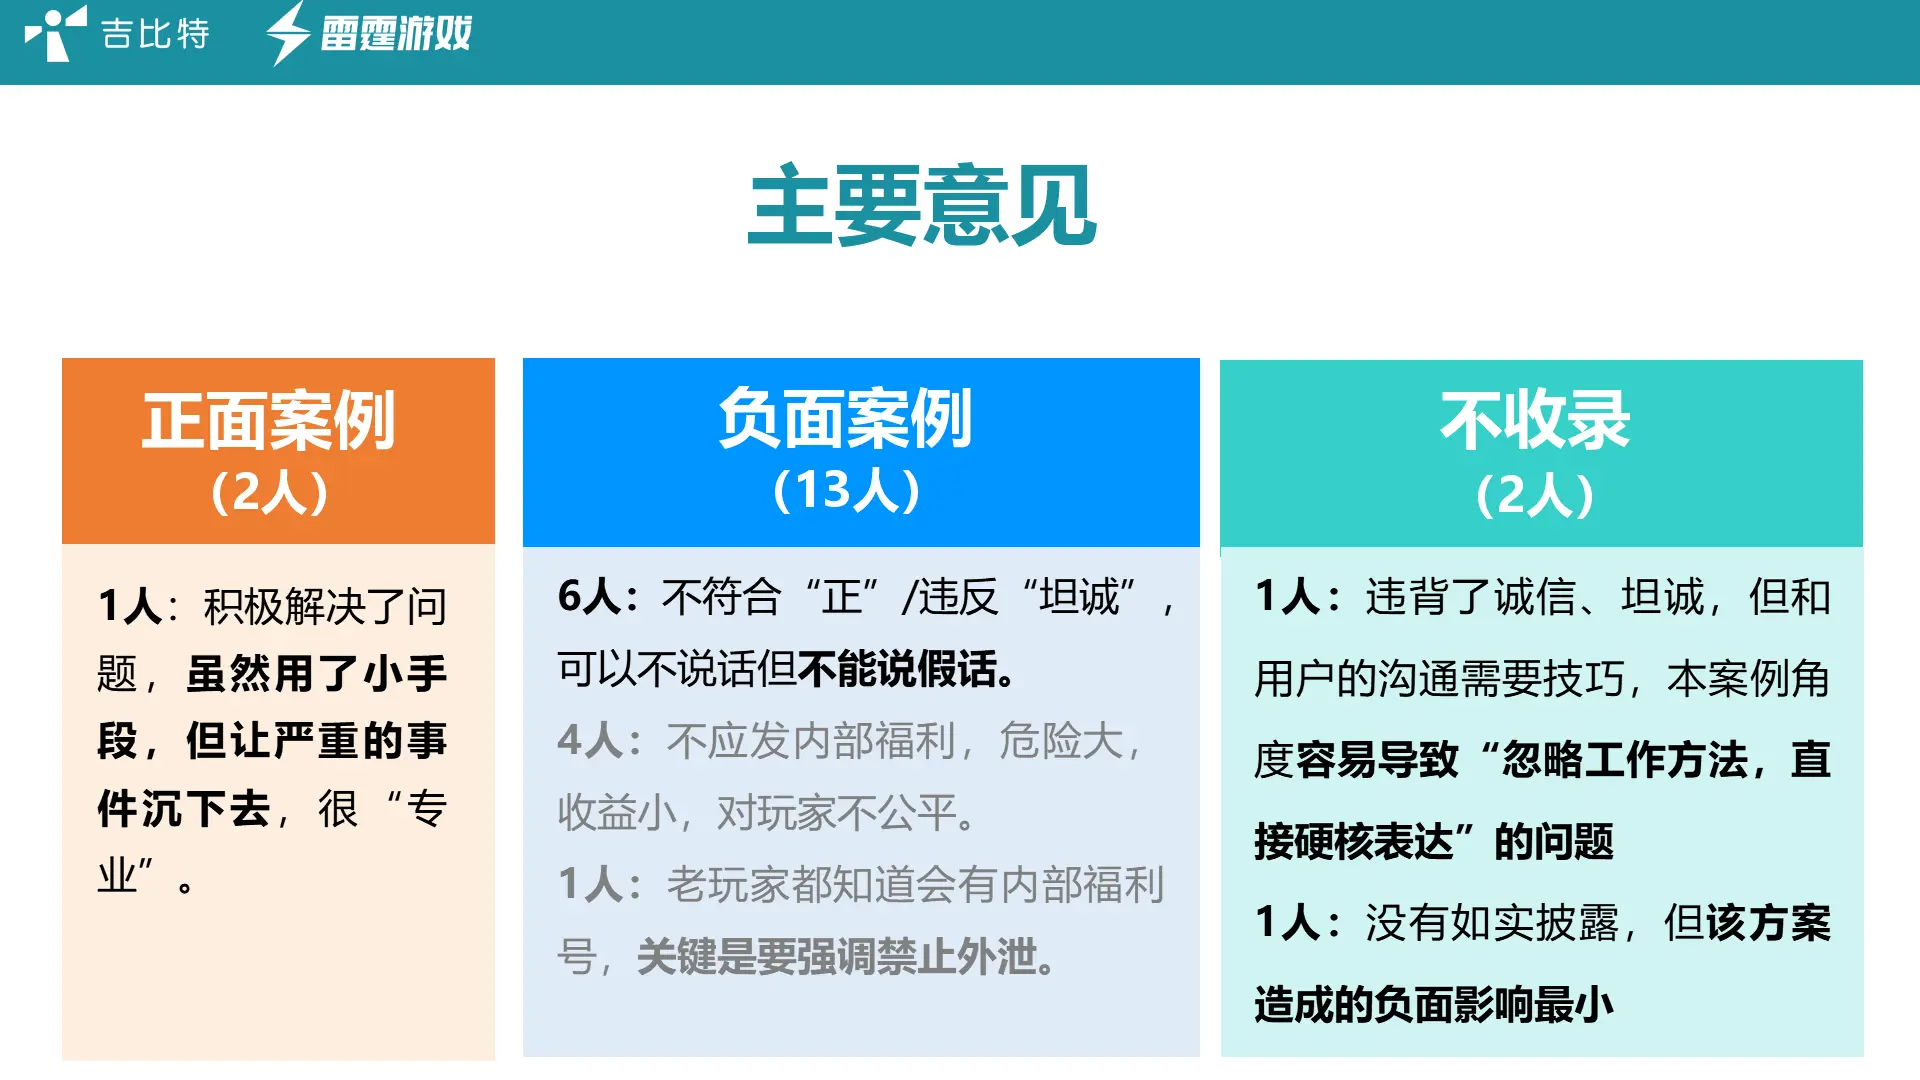 吉比特
雷霆游戏
主要意见
正面案例
（2人）
1人：积极解决了问
题，虽然用了小手
段，但让严重的事
件沉下去，很“专
业”。
负面案例
（13人）
6人：不符合“正”/违反“坦诚”，
可以不说话但不能说假话。
4人：不应发内部福利，危险大，
收益小，对玩家不公平。
1人：老玩家都知道会有内部福利
号，关键是要强调禁止外泄。
不收录
（2人）
1人：违背了诚信、坦诚，但和
用户的沟通需要技巧，本案例角
度容易导致“忽略工作方法，直
接硬核表达”的问题
1人：没有如实披露，但该方案
造成的负面影响最小